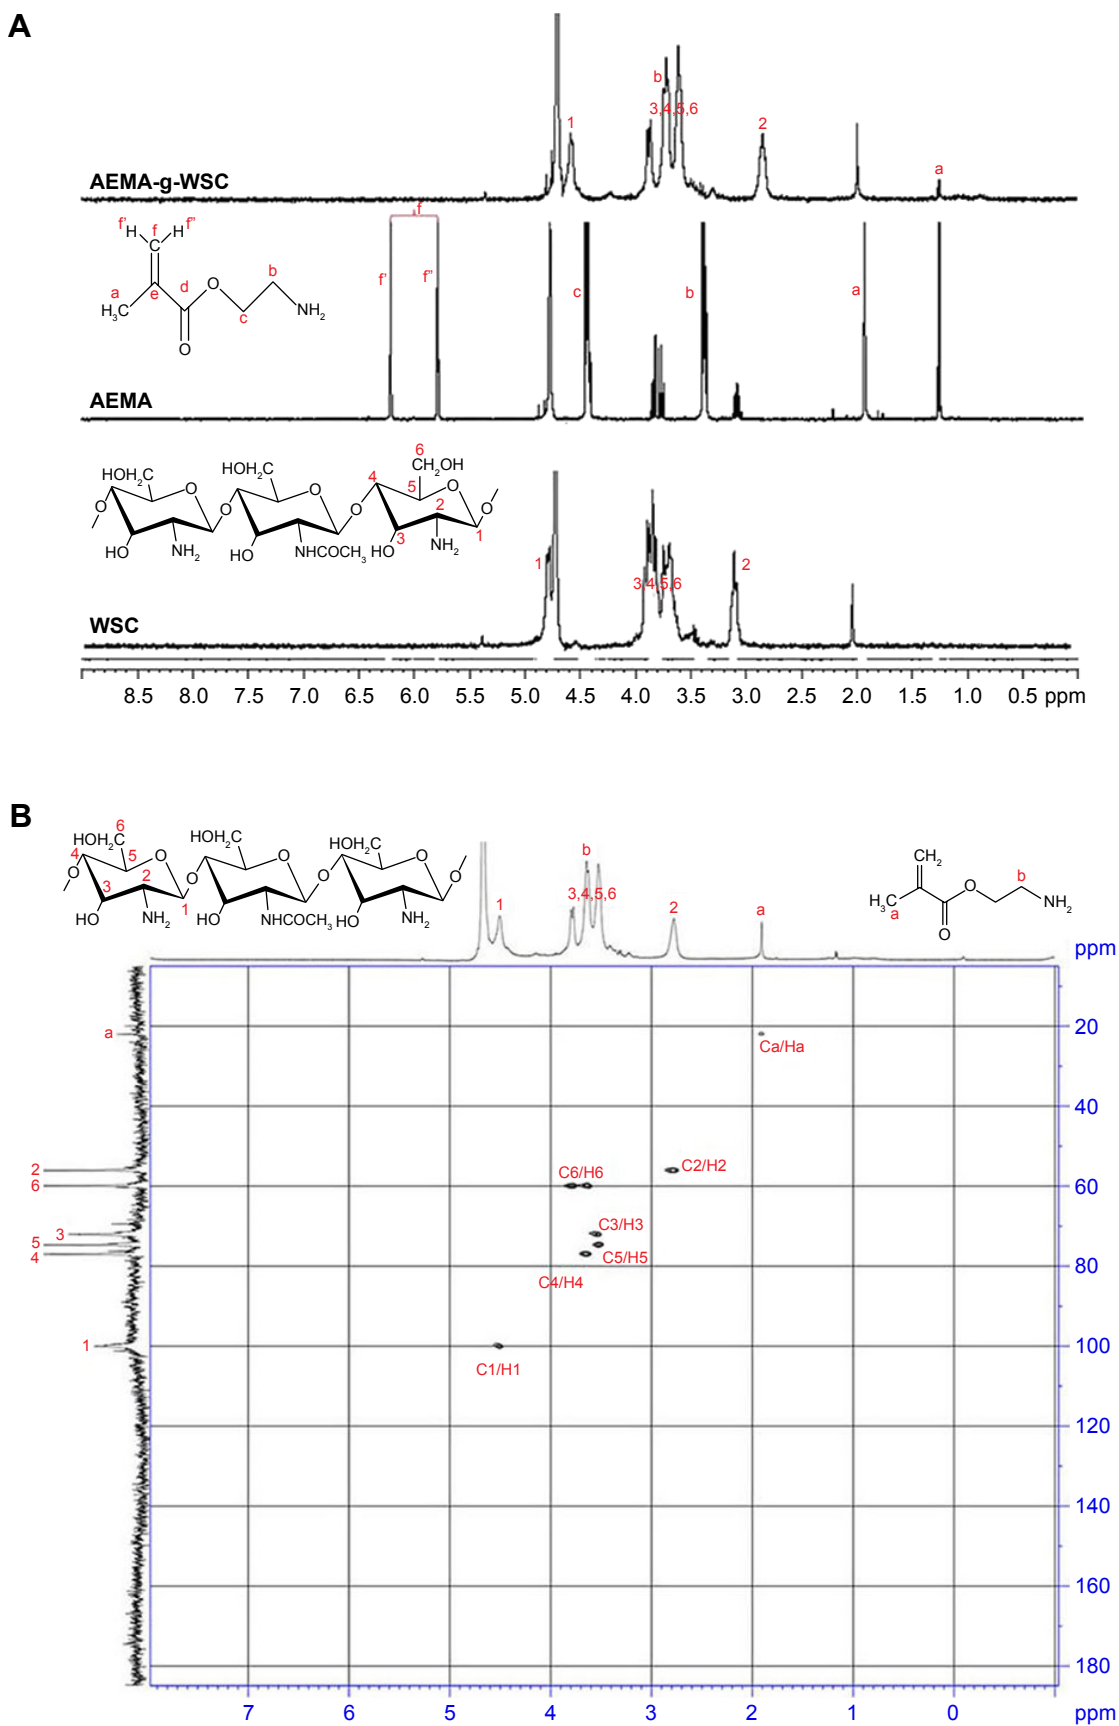 A
b
3,4,5,6
1
2
a
AEMA-g-WSC
f
f' H f H f"
C
f'
f"
a
e
d
O
b
H3C
c
NH2
O
c
b
a
AEMA
6
HOH2C
HOH2C
CH2OH
4
5
O
O
O
O
2
O
O
O
3
1
HO
NH2
HO
NHCOCH3
HO
NH2
1
3,4,5,6
2
WSC
8.5 8.0 7.5 7.0 6.5 6.0 5.5 5.0 4.5 4.0 3.5 3.0 2.5 2.0 1.5 1.0 0.5 ppm
B
6
HOH2C
HOH2C
HOH2C
4
5
O
O
O
O
3
2
O
O
O
1
HO
NH2
HO
NHCOCH3
HO
NH2
b
3,4,5,6
1
2
a
CH2
b
H3C
a
O
NH2
O
ppm
a
Ca/Ha
20
40
2
C2/H2
6
C6/H6
60
3
C3/H3
5
C5/H5
4
C4/H4
80
1
C1/H1
100
120
140
160
180
7 6 5 4 3 2 1 0 ppm